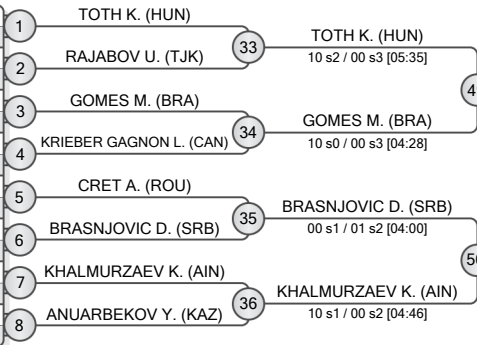 1
TOTH K. (HUN)
2
RAJABOV U. (TJK)
33
TOTH K. (HUN)
10 s2 / 00 s3 [05:35]
3
GOMES M. (BRA)
4
KRIEBER GAGNON L. (CAN)
34
GOMES M. (BRA)
10 s0 / 00 s3 [04:28]
5
CRET A. (ROU)
6
BRASNJOVIC D. (SRB)
35
BRASNJOVIC D. (SRB)
00 s1 / 01 s2 [04:00]
7
KHALMURZAEV K. (AIN)
8
ANUARBEKOV Y. (KAZ)
36
KHALMURZAEV K. (AIN)
10 s1 / 00 s2 [04:46]